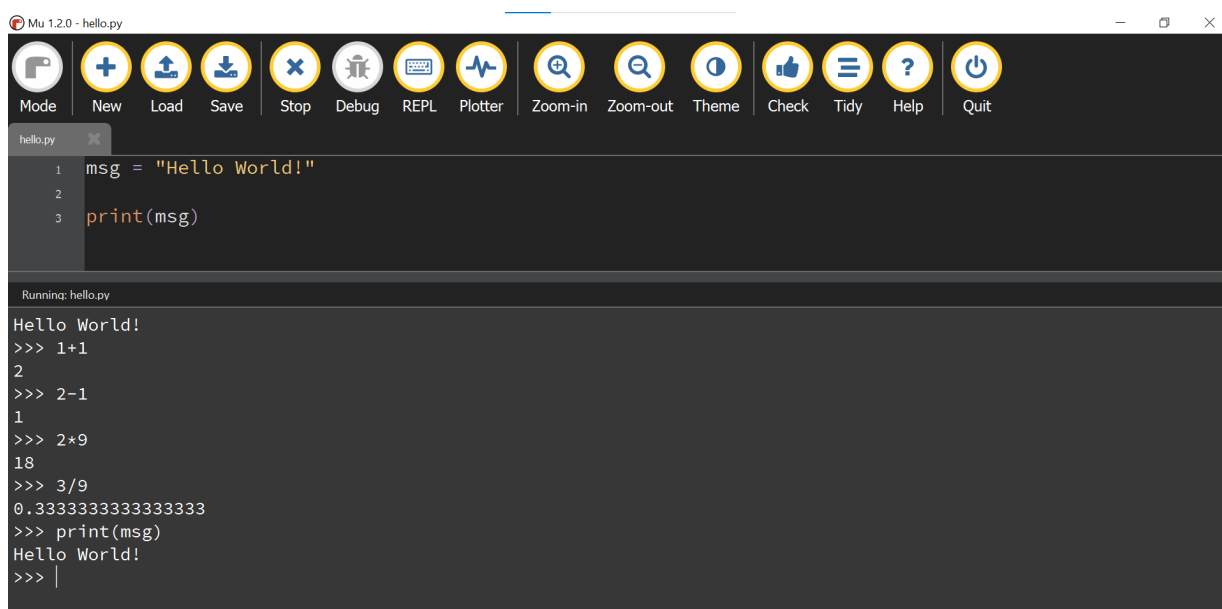 Mu 1.2.0 - hello.py
Mode New Load Save Stop Debug REPL Plotter Zoom-in Zoom-out Theme Check Tidy Help Quit
hello.py
1 msg = "Hello World!"
2
3 print(msg)
Running: hello.py
Hello World!
>>> 1+1
2
>>> 2-1
1
>>> 2*9
18
>>> 3/9
0.3333333333333333
>>> print(msg)
Hello World!
>>>